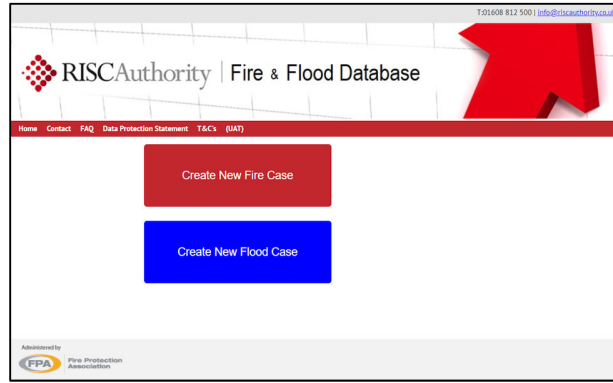 T:01608 812 500 | info@riscauthority.co.uk
RISCAuthority | Fire & Flood Database
Home Contact FAQ Data Protection Statement T&C's (UAT)
Create New Fire Case
Create New Flood Case
Administered by
FPA Fire Protection
Association